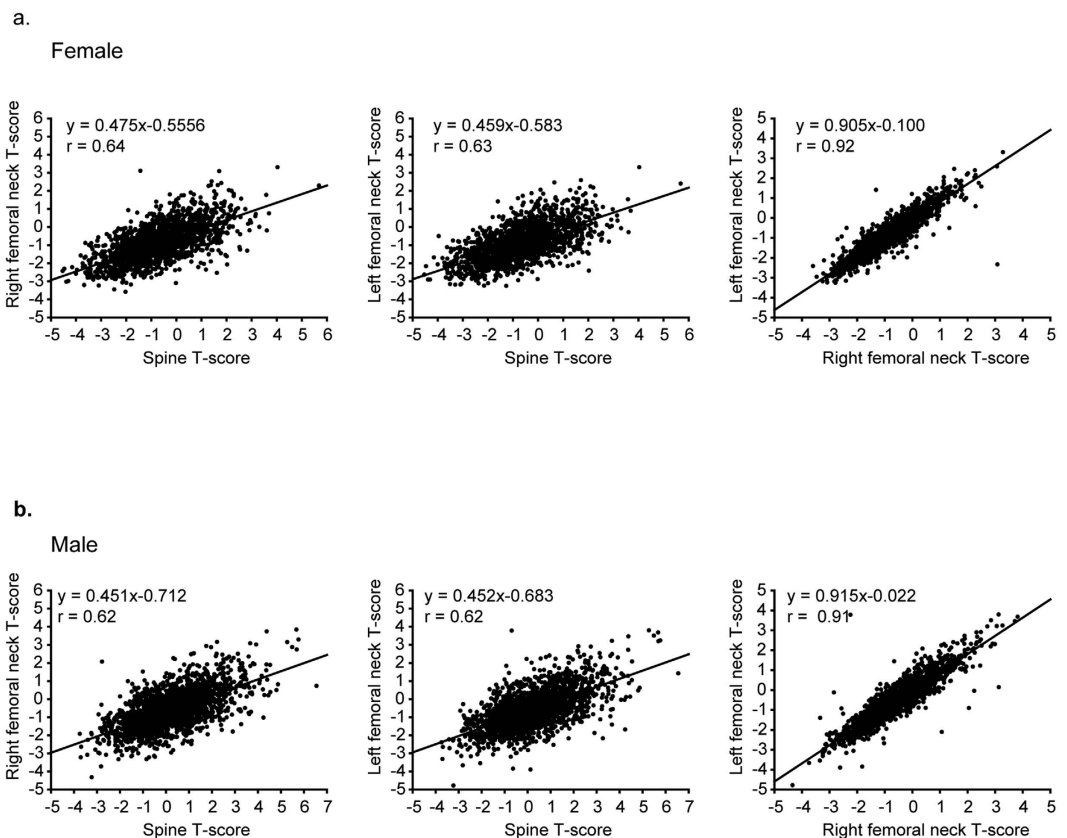 a.
Female
Right femoral neck T-score
6
5
4
3
2
1
0
-1
-2
-3
-4
-5
y = 0.475x-0.5556
r = 0.64
-5 -4 -3 -2 -1 0 1 2 3 4 5 6
Spine T-score
Left femoral neck T-score
6
5
4
3
2
1
0
-1
-2
-3
-4
-5
y = 0.459x-0.583
r = 0.63
-5 -4 -3 -2 -1 0 1 2 3 4 5 6
Spine T-score
Left femoral neck T-score
5
4
3
2
1
0
-1
-2
-3
-4
-5
y = 0.905x-0.100
r = 0.92
-5 -4 -3 -2 -1 0 1 2 3 4 5
Right femoral neck T-score
b.
Male
Right femoral neck T-score
6
5
4
3
2
1
0
-1
-2
-3
-4
-5
y = 0.451x-0.712
r = 0.62
-5 -4 -3 -2 -1 0 1 2 3 4 5 6 7
Spine T-score
Left femoral neck T-score
6
5
4
3
2
1
0
-1
-2
-3
-4
-5
y = 0.452x-0.683
r = 0.62
-5 -4 -3 -2 -1 0 1 2 3 4 5 6 7
Spine T-score
Left femoral neck T-score
5
4
3
2
1
0
-1
-2
-3
-4
-5
y = 0.915x-0.022
r = 0.91
-5 -4 -3 -2 -1 0 1 2 3 4 5
Right femoral neck T-score